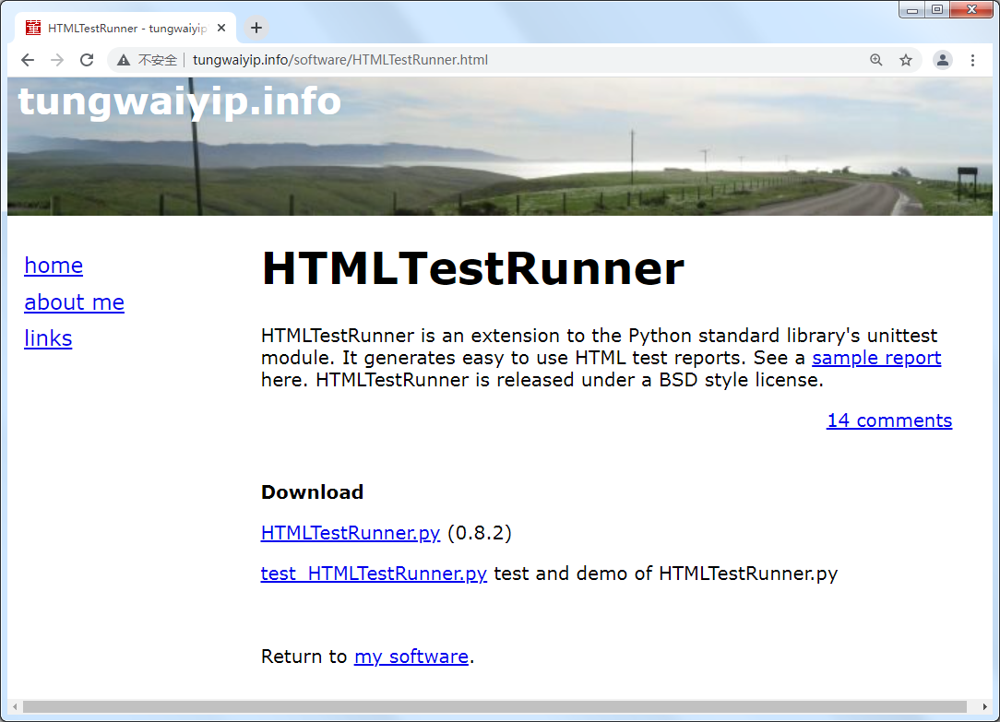 HTMLTestRunner - tungwaiyip
不安全
tungwaiyip.info/software/HTMLTestRunner.html
tungwaiyip.info
home
about me
links
HTMLTestRunner
HTMLTestRunner is an extension to the Python standard library's unittest
module. It generates easy to use HTML test reports. See a sample report
here. HTMLTestRunner is released under a BSD style license.
14 comments
Download
HTMLTestRunner.py (0.8.2)
test_HTMLTestRunner.py test and demo of HTMLTestRunner.py
Return to my software.